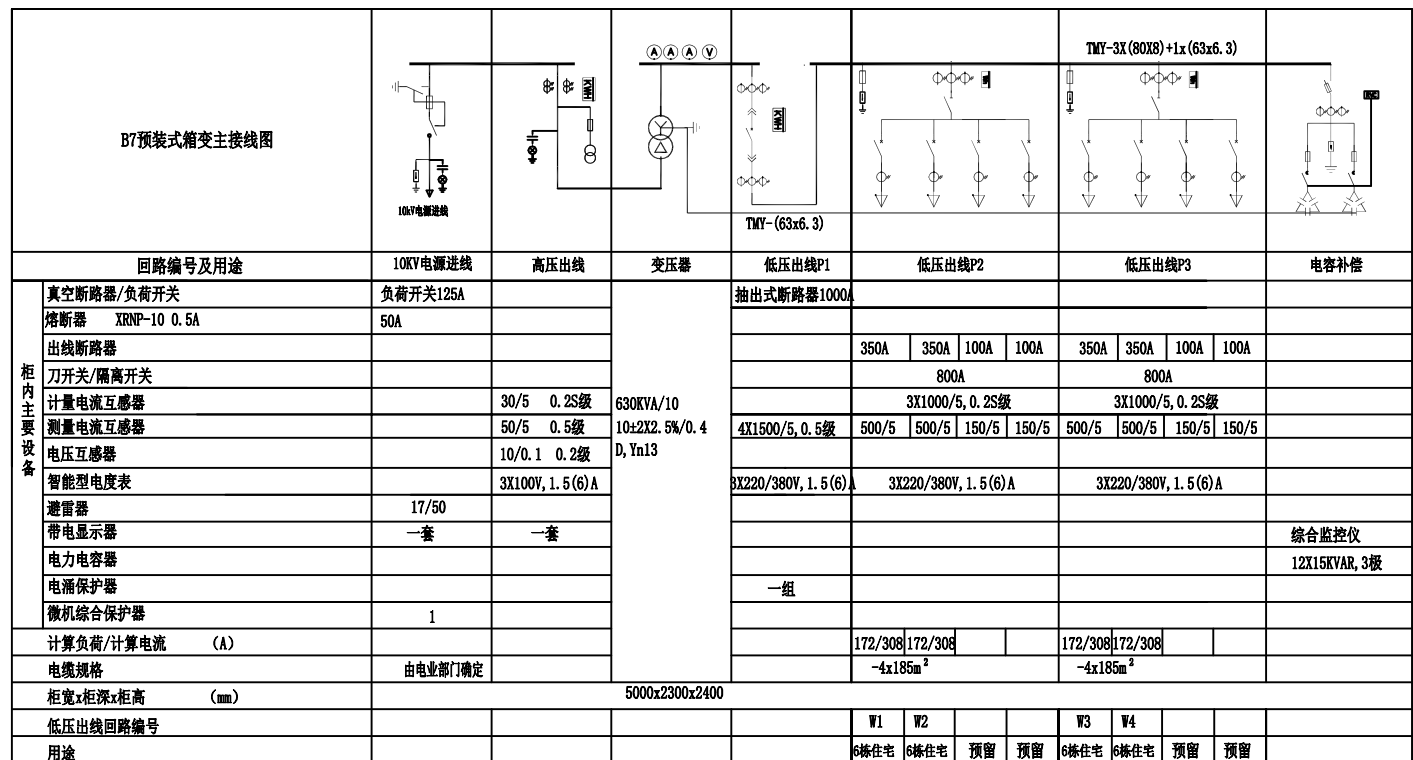 TMY-3X(80X8)+1x(63x6.3)
A A A V
KWH
KWH
B7预装式箱变主接线图
10kV电源进线
TMY-(63x6.3)
回路编号及用途 10KV电源进线 高压出线 变压器 低压出线P1 低压出线P2 低压出线P3 电容补偿
柜内主要设备
真空断路器/负荷开关 负荷开关125A 抽出式断路器1000A
熔断器 XRNP-10 0.5A 50A
出线断路器 350A 350A 100A 100A 350A 350A 100A 100A
刀开关/隔离开关 800A 800A
计量电流互感器 30/5 0.2S级 630KVA/10 3X1000/5,0.2S级 3X1000/5,0.2S级
测量电流互感器 50/5 0.5级 10±2X2.5%/0.4 4X1500/5,0.5级 500/5 500/5 150/5 150/5 500/5 500/5 150/5 150/5
电压互感器 10/0.1 0.2级 D,Yn13
智能型电度表 3X100V,1.5(6)A 3X220/380V,1.5(6)A 3X220/380V,1.5(6)A 3X220/380V,1.5(6)A
避雷器 17/50
带电显示器 一套 一套 综合监控仪
电力电容器 12X15KVAR,3极
电涌保护器 一组
微机综合保护器 1
计算负荷/计算电流 (A) 172/308 172/308 172/308 172/308
电缆规格 由电业部门确定 -4x185m² -4x185m²
柜宽x柜深x柜高 (mm) 5000x2300x2400
低压出线回路编号 W1 W2 W3 W4
用途 6栋住宅 6栋住宅 预留 预留 6栋住宅 6栋住宅 预留 预留